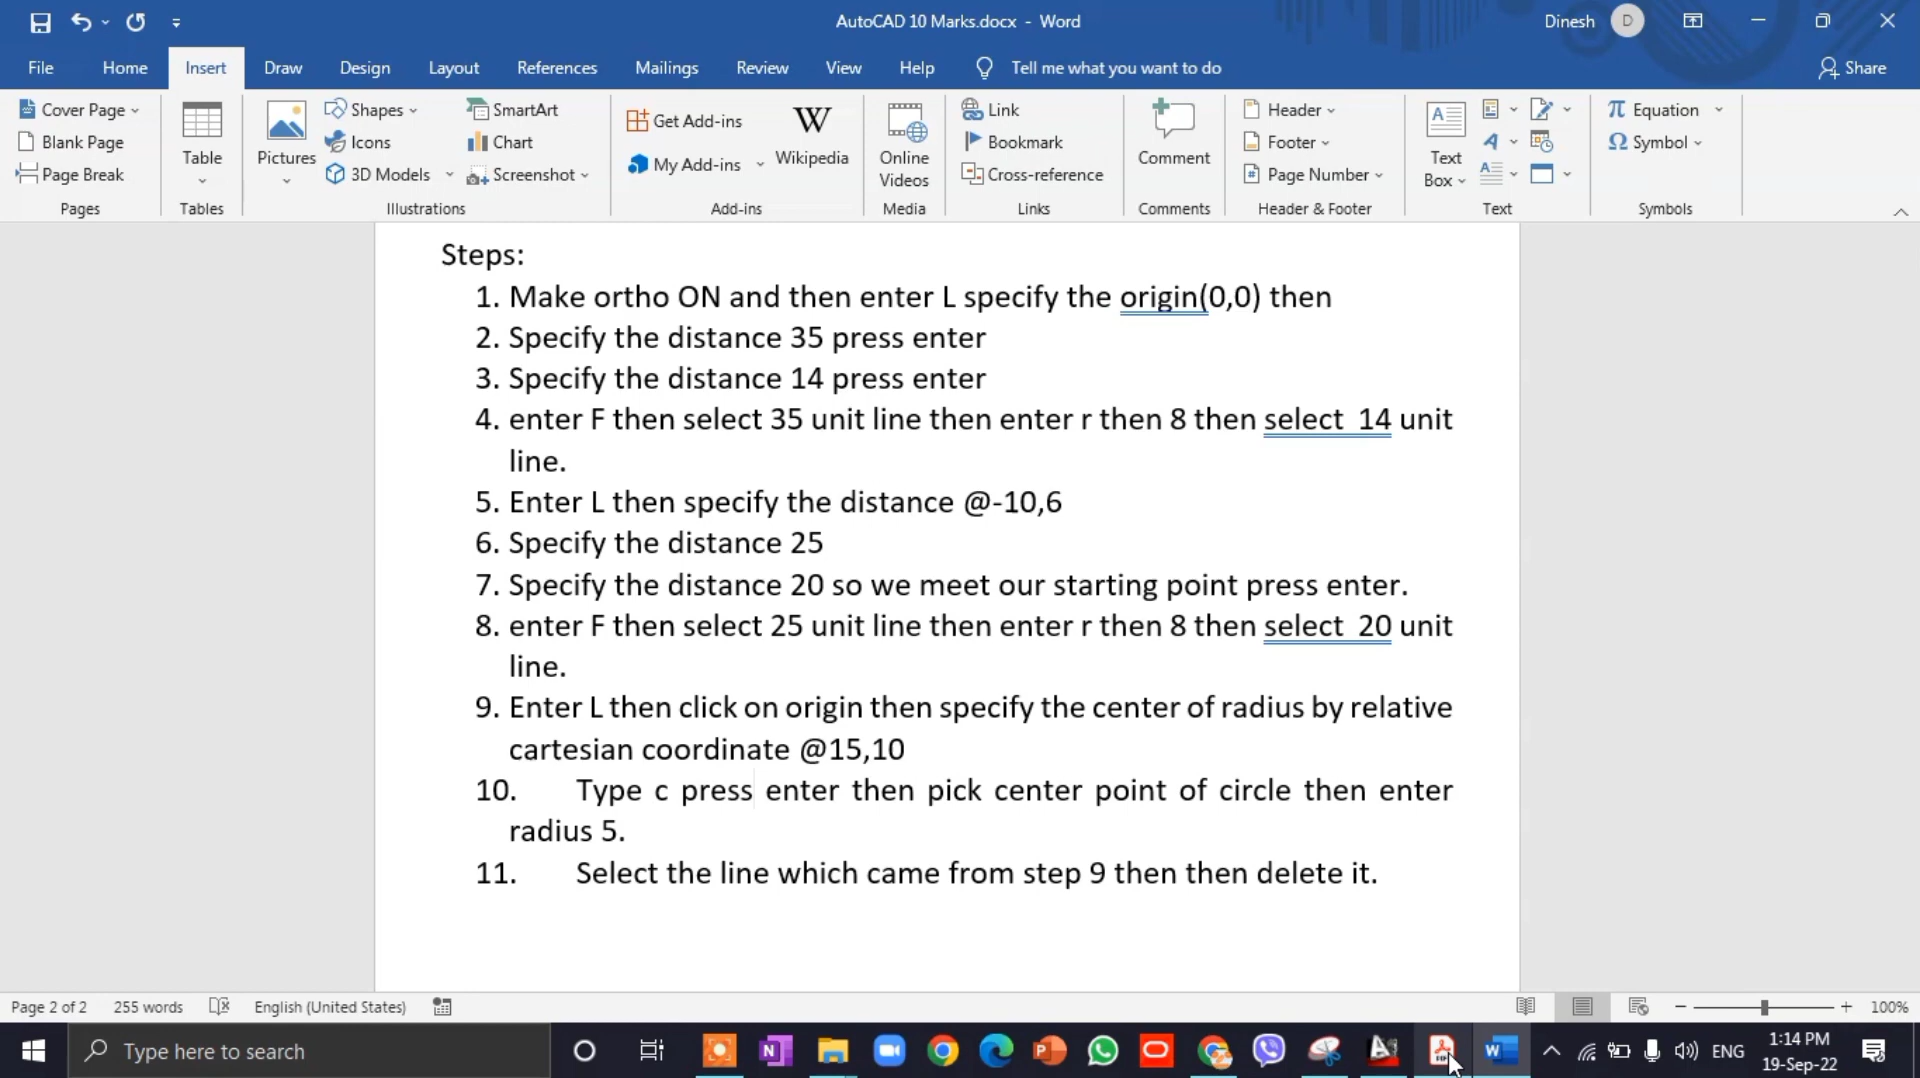 AutoCAD 10 Marks.docx - Word
Dinesh
D
File
Home
Insert
Draw
Design
Layout
References
Mailings
Review
View
Help
Tell me what you want to do
Share
Cover Page
Blank Page
Page Break
Pages
Table
Tables
Pictures
Shapes
Icons
3D Models
SmartArt
Chart
Screenshot
Illustrations
Get Add-ins
My Add-ins
W
Wikipedia
Add-ins
Online
Videos
Media
Link
Bookmark
Cross-reference
Links
Comment
Comments
Header
Footer
Page Number
Header & Footer
Text
Box
Text
π Equation
Ω Symbol
Symbols
Steps:
1. Make ortho ON and then enter L specify the origin(0,0) then
2. Specify the distance 35 press enter
3. Specify the distance 14 press enter
4. enter F then select 35 unit line then enter r then 8 then select  14 unit
line.
5. Enter L then specify the distance @-10,6
6. Specify the distance 25
7. Specify the distance 20 so we meet our starting point press enter.
8. enter F then select 25 unit line then enter r then 8 then select  20 unit
line.
9. Enter L then click on origin then specify the center of radius by relative
cartesian coordinate @15,10
10. Type c press enter then pick center point of circle then enter
radius 5.
11. Select the line which came from step 9 then then delete it.
Page 2 of 2
255 words
English (United States)
100%
Type here to search
ENG
1:14 PM
19-Sep-22